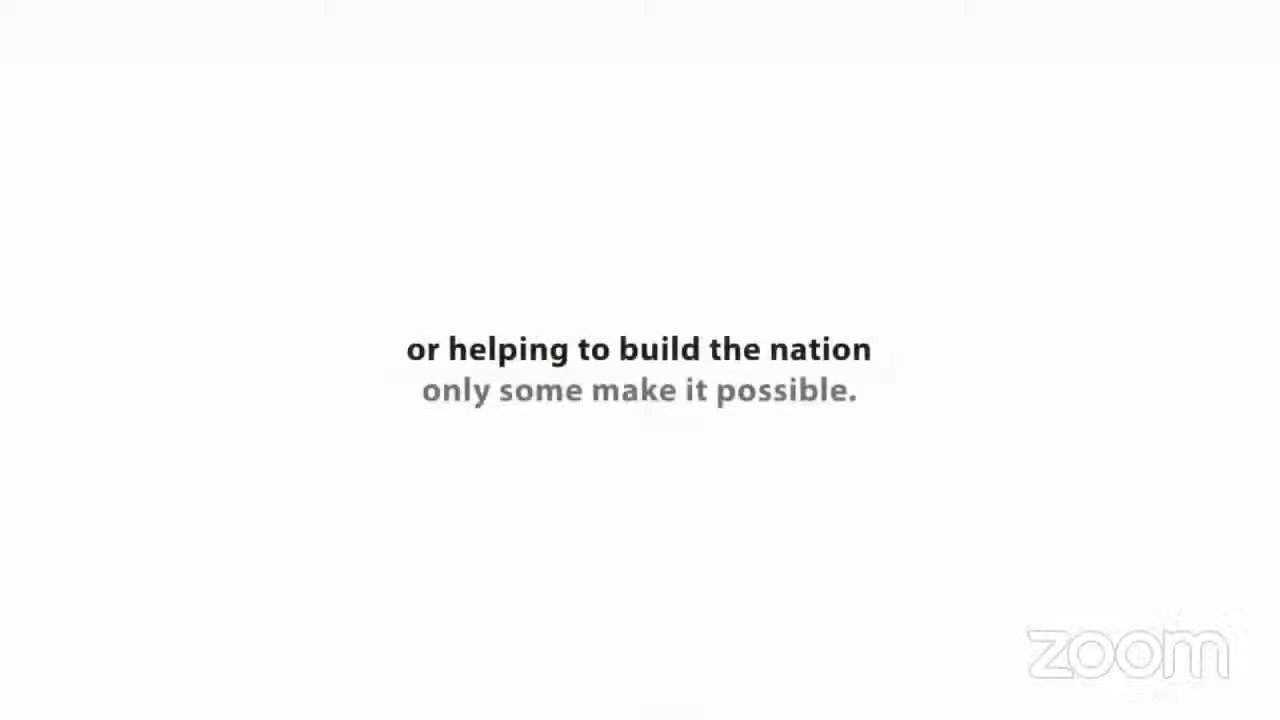 or helping to build the nation
only some make it possible.
zoom